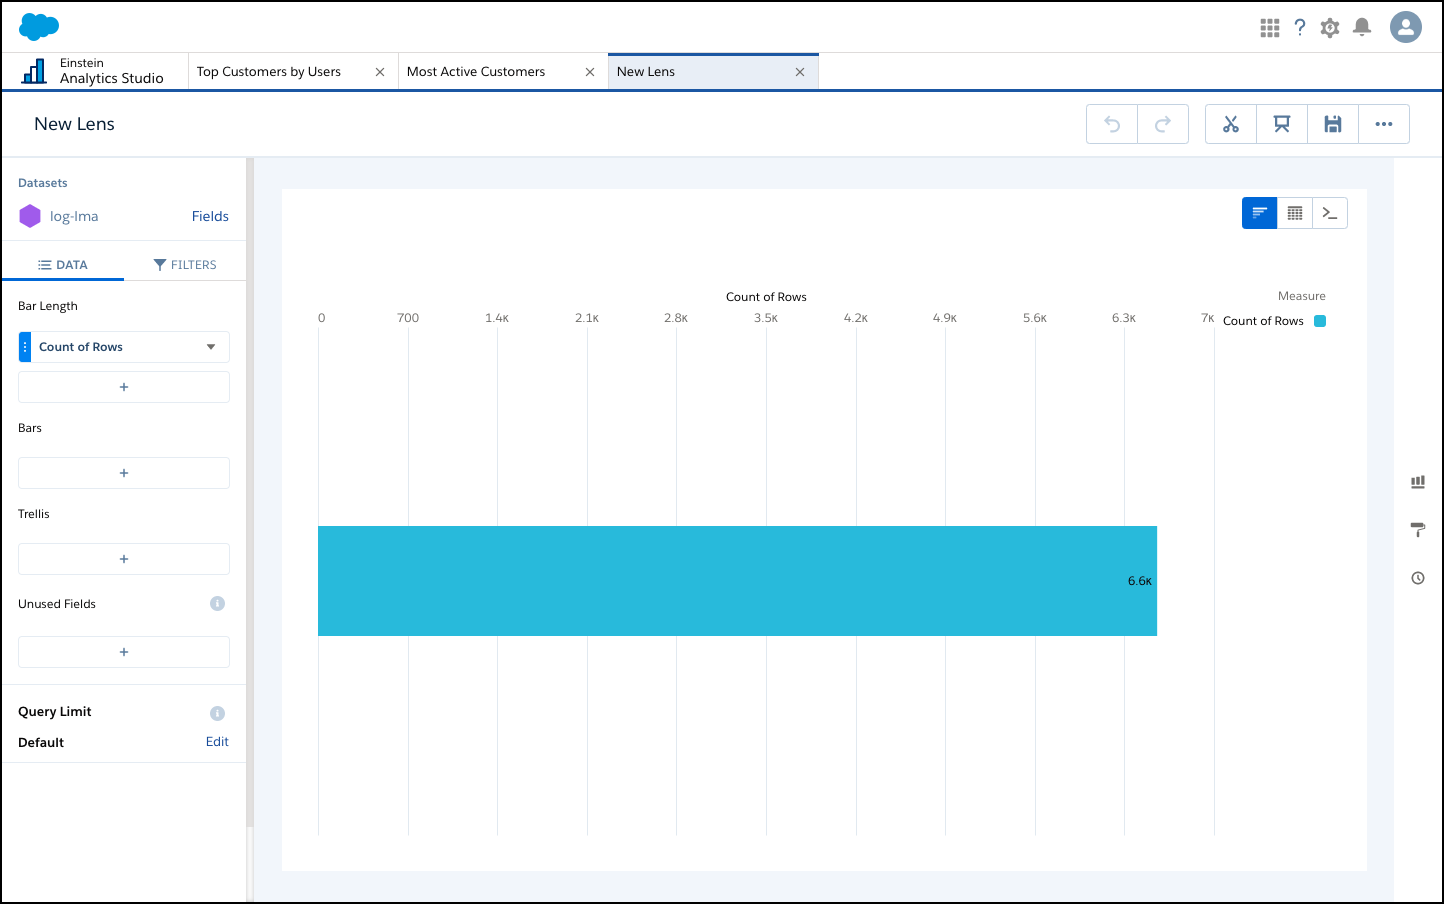 Einstein
Analytics Studio
Top Customers by Users
Most Active Customers
New Lens
New Lens
Datasets
log-lma
Fields
DATA
FILTERS
Bar Length
Count of Rows
+
Bars
+
Trellis
+
Unused Fields
+
Query Limit
Default
Edit
Count of Rows
0 700 1.4K 2.1K 2.8K 3.5K 4.2K 4.9K 5.6K 6.3K 7K
Measure
Count of Rows
6.6K